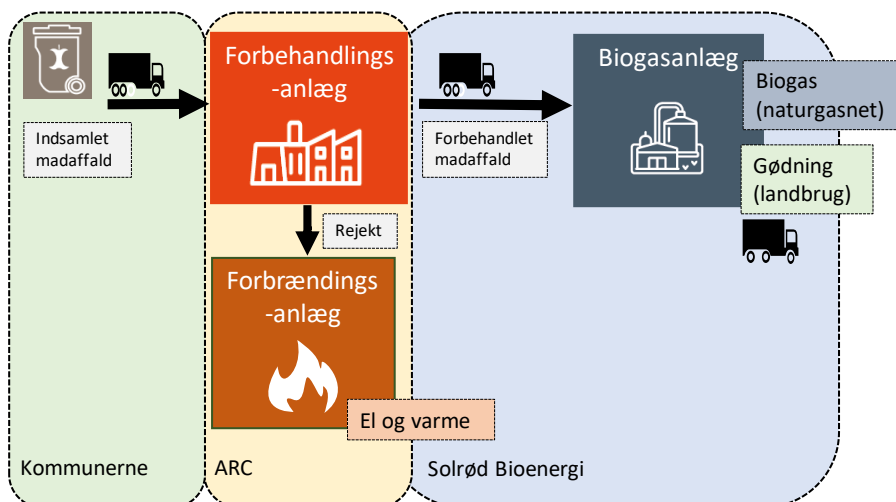 Indsamlet
madaffald
Kommunerne
Forbehandlings
-anlæg
Rejekt
Forbrændings
-anlæg
El og varme
ARC
Forbehandlet
madaffald
Biogasanlæg
Biogas
(naturgasnet)
Gødning
(landbrug)
Solrød Bioenergi